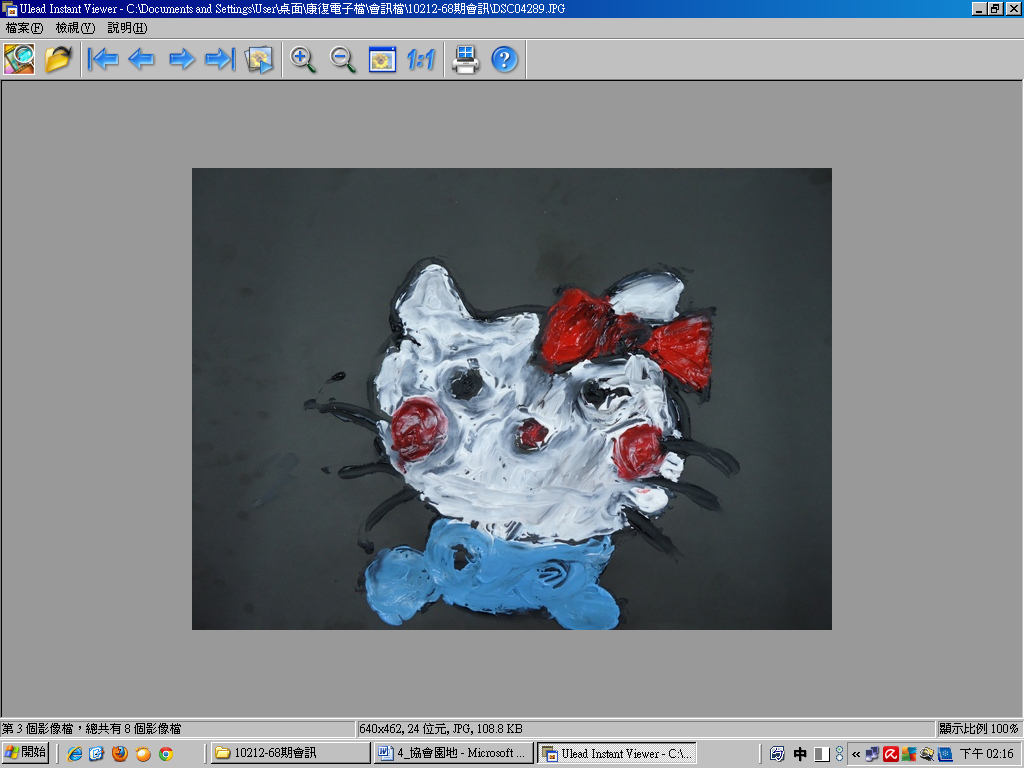 Ulead Instant Viewer - C:\Documents and Settings\User\桌面\康復電子檔\會訊檔\10212-68期會訊\DSC04289.JPG
檔案(F) 檢視(V) 說明(H)
1:1
第 3 個影像檔，總共有 8 個影像檔 640x462, 24 位元, JPG, 108.8 KB 顯示比例 100%
開始 10212-68期會訊 4_協會園地 - Microsoft ... Ulead Instant Viewer - C:\... 中 « 下午 02:16